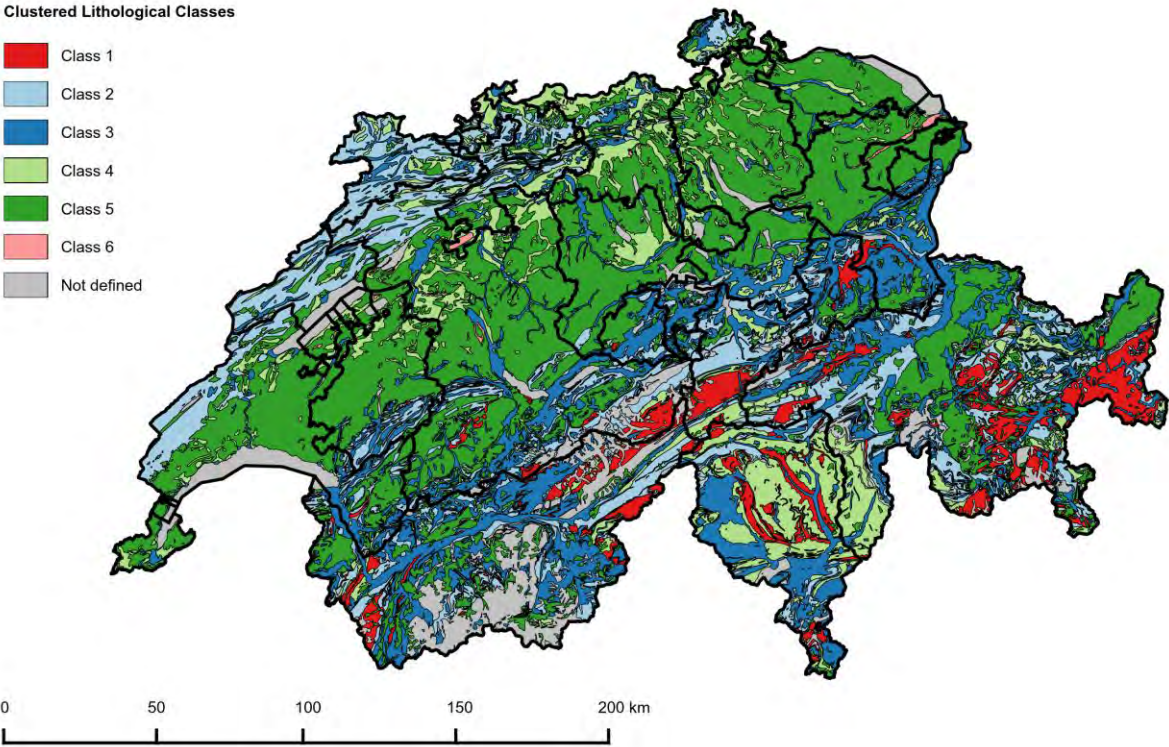 Clustered Lithological Classes
Class 1
Class 2
Class 3
Class 4
Class 5
Class 6
Not defined
0 50 100 150 200 km